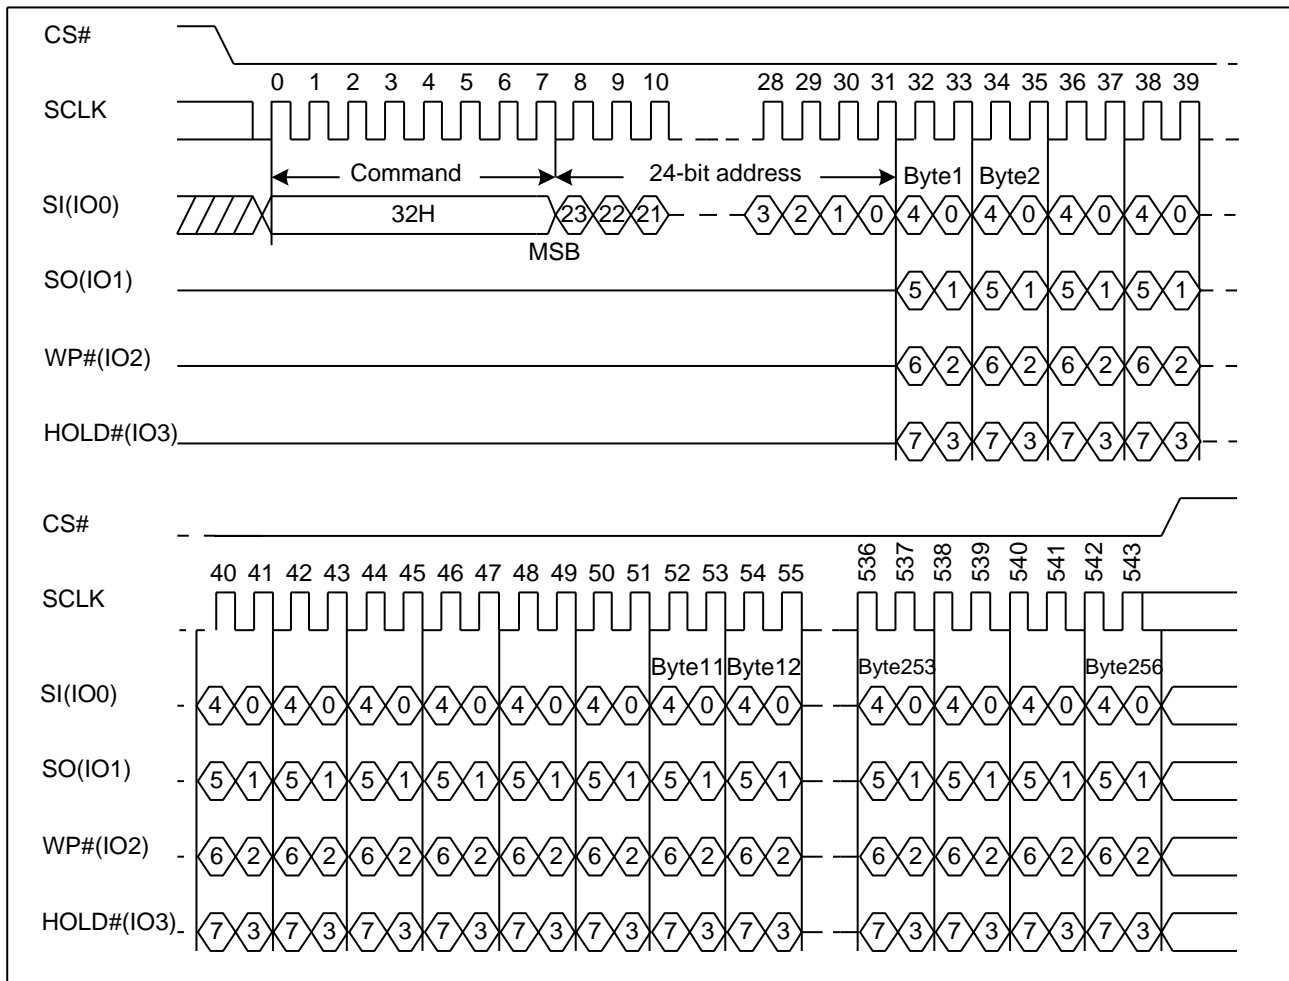 CS#
0 1 2 3 4 5 6 7 8 9 10 28 29 30 31 32 33 34 35 36 37 38 39
SCLK
Command 24-bit address Byte1 Byte2
SI(IO0) 32H 23 22 21 3 2 1 0 4 0 4 0 4 0 4 0
MSB
SO(IO1) 5 1 5 1 5 1 5 1
WP#(IO2) 6 2 6 2 6 2 6 2
HOLD#(IO3) 7 3 7 3 7 3 7 3
CS#
40 41 42 43 44 45 46 47 48 49 50 51 52 53 54 55 536 537 538 539 540 541 542 543
SCLK
Byte11 Byte12 Byte253 Byte256
SI(IO0) 4 0 4 0 4 0 4 0 4 0 4 0 4 0 4 0 4 0 4 0 4 0 4 0
SO(IO1) 5 1 5 1 5 1 5 1 5 1 5 1 5 1 5 1 5 1 5 1 5 1 5 1
WP#(IO2) 6 2 6 2 6 2 6 2 6 2 6 2 6 2 6 2 6 2 6 2 6 2 6 2
HOLD#(IO3) 7 3 7 3 7 3 7 3 7 3 7 3 7 3 7 3 7 3 7 3 7 3 7 3